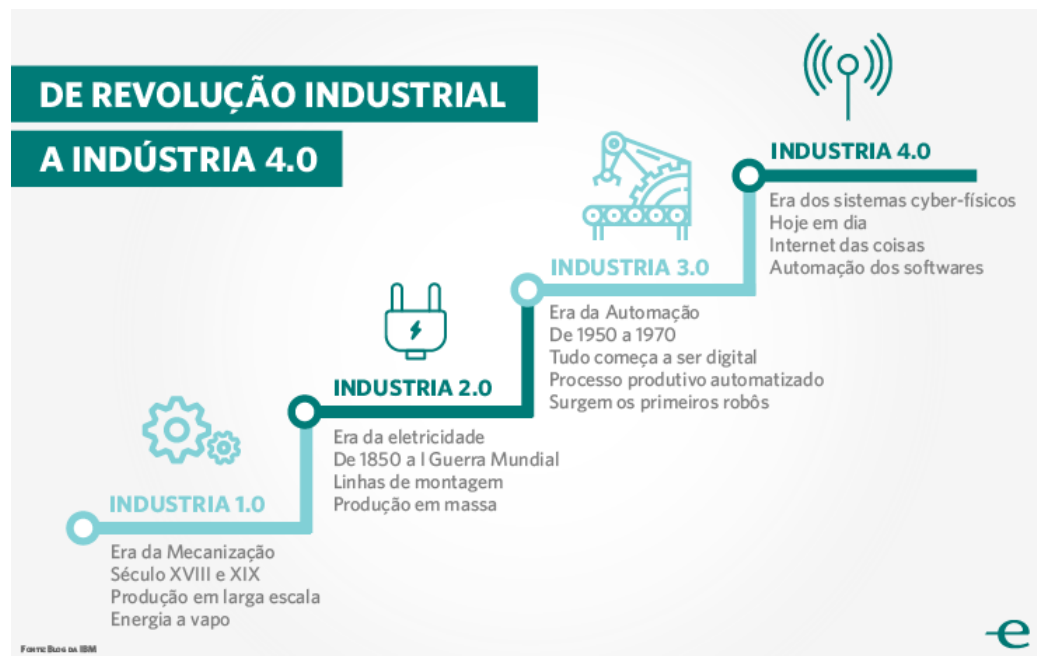 DE REVOLUÇÃO INDUSTRIAL
A INDÚSTRIA 4.0
INDUSTRIA 1.0
Era da Mecanização
Século XVIII e XIX
Produção em larga escala
Energia a vapo
INDUSTRIA 2.0
Era da eletricidade
De 1850 a I Guerra Mundial
Linhas de montagem
Produção em massa
INDUSTRIA 3.0
Era da Automação
De 1950 a 1970
Tudo começa a ser digital
Processo produtivo automatizado
Surgem os primeiros robôs
INDUSTRIA 4.0
Era dos sistemas cyber-físicos
Hoje em dia
Internet das coisas
Automação dos softwares
FONTE: BLOG DA IBM
e